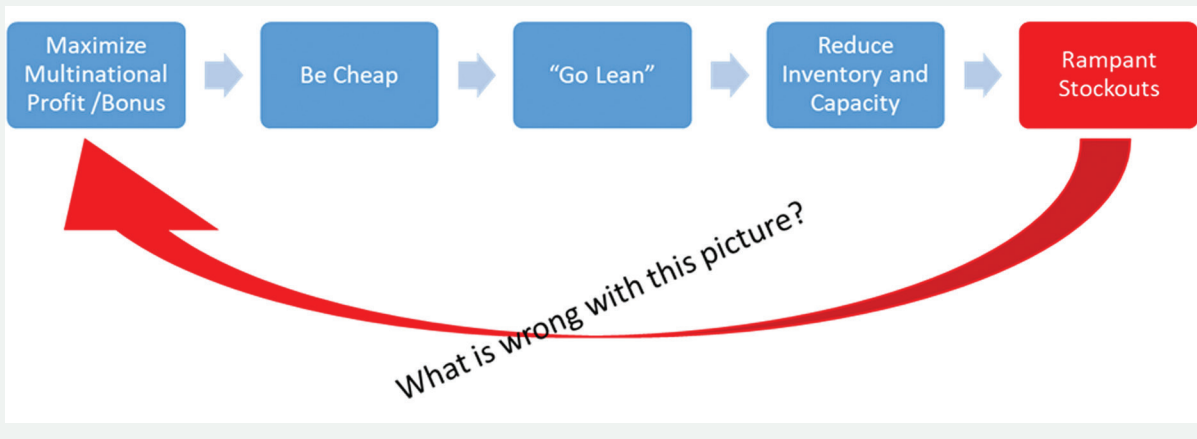 Maximize
Multinational
Profit /Bonus
Be Cheap
“Go Lean”
Reduce
Inventory and
Capacity
Rampant
Stockouts
What is wrong with this picture?